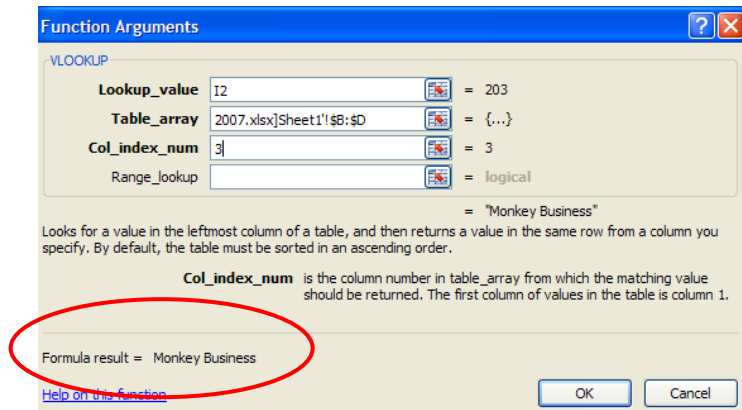 Function Arguments
VLOOKUP
Lookup_value I2 = 203
Table_array 2007.xlsx]Sheet1'!$B:$D = {...}
Col_index_num 3 = 3
Range_lookup = logical
= "Monkey Business"
Looks for a value in the leftmost column of a table, and then returns a value in the same row from a column you
specify. By default, the table must be sorted in an ascending order.
Col_index_num is the column number in table_array from which the matching value
should be returned. The first column of values in the table is column 1.
Formula result = Monkey Business
Help on this function OK Cancel